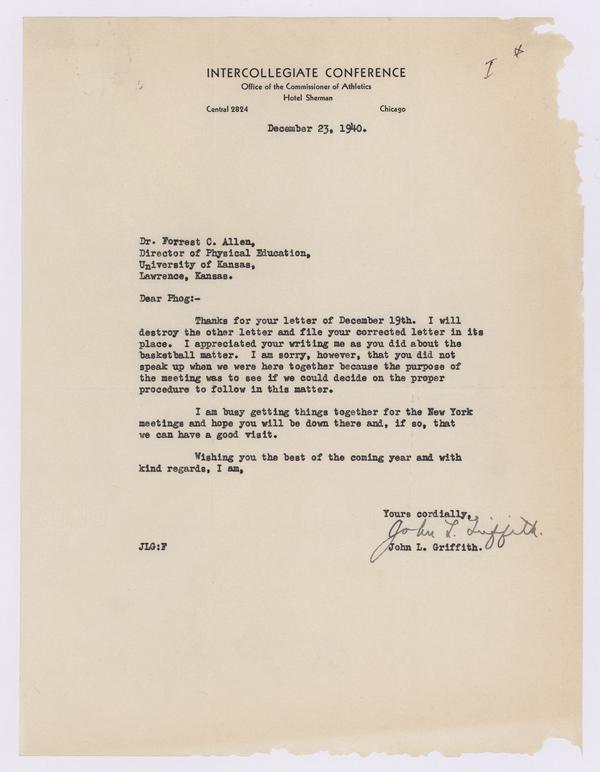 INTERCOLLEGIATE CONFERENCE
Office of the Commissioner of Athletics
Hotel Sherman
Central 2824 Chicago
I
December 23, 1940.
Dr. Forrest C. Allen,
Director of Physical Education,
University of Kansas,
Lawrence, Kansas.
Dear Phog:-
Thanks for your letter of December 19th. I will
destroy the other letter and file your corrected letter in its
place. I appreciated your writing me as you did about the
basketball matter. I am sorry, however, that you did not
speak up when we were here together because the purpose of
the meeting was to see if we could decide on the proper
procedure to follow in this matter.
I am busy getting things together for the New York
meetings and hope you will be down there and, if so, that
we can have a good visit.
Wishing you the best of the coming year and with
kind regards, I am,
Yours cordially,
John L. Griffith.
John L. Griffith.
JLG:F